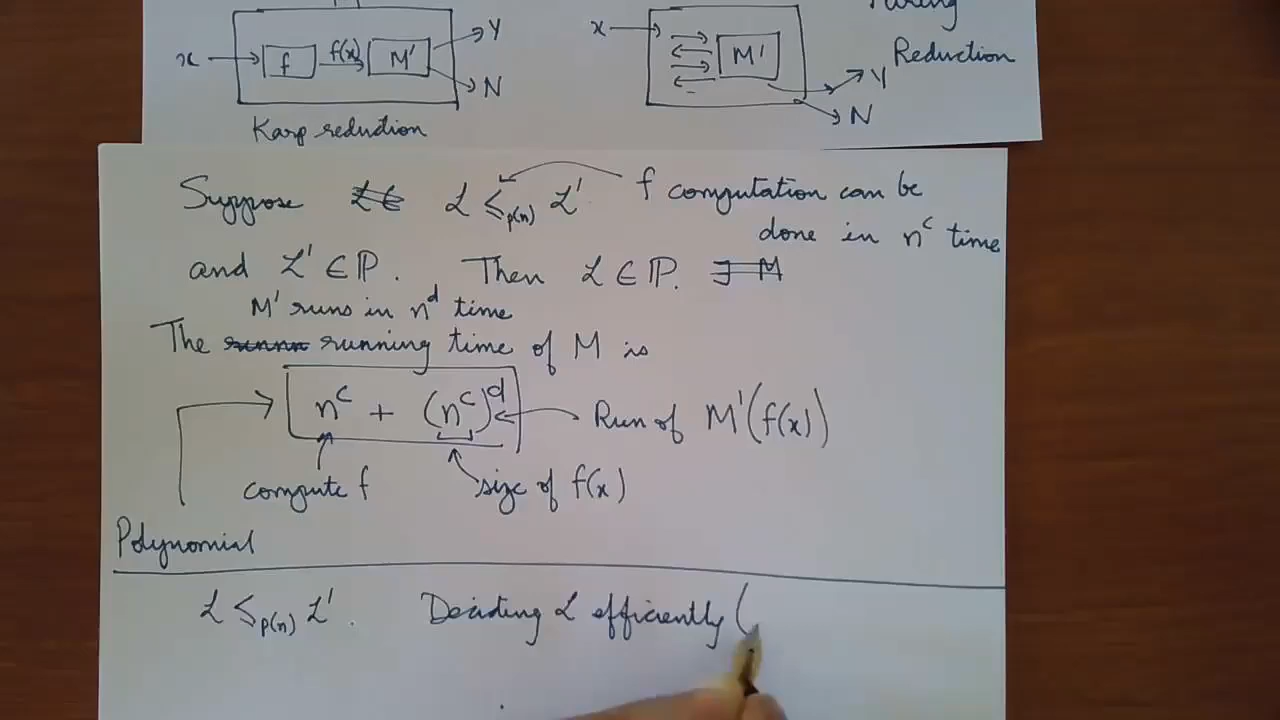 Turing
Reduction
x f f(x) M' Y
N
Karp reduction
x M' Y
N
Suppose L ≤p(n) L' f computation can be
done in n^c time
and L' ∈ P. Then L ∈ P. ∃ M
M' runs in n^d time
The running time of M is
n^c + (n^c)^d Run of M'(f(x))
compute f size of f(x)
Polynomial
L ≤p(n) L'. Deciding L efficiently (